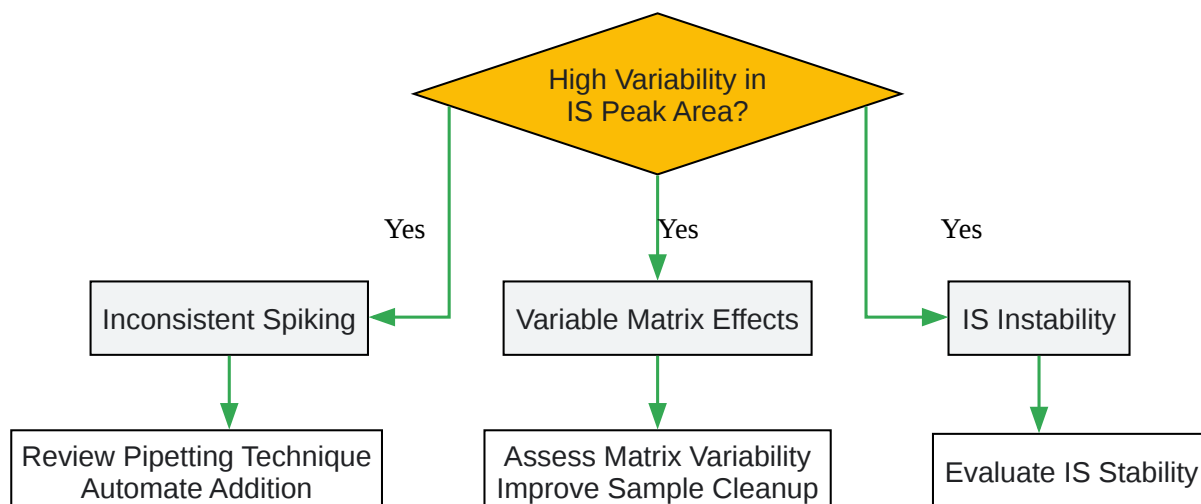 High Variability in
IS Peak Area?
Yes
Yes
Yes
Inconsistent Spiking
Variable Matrix Effects
IS Instability
Review Pipetting Technique
Automate Addition
Assess Matrix Variability
Improve Sample Cleanup
Evaluate IS Stability